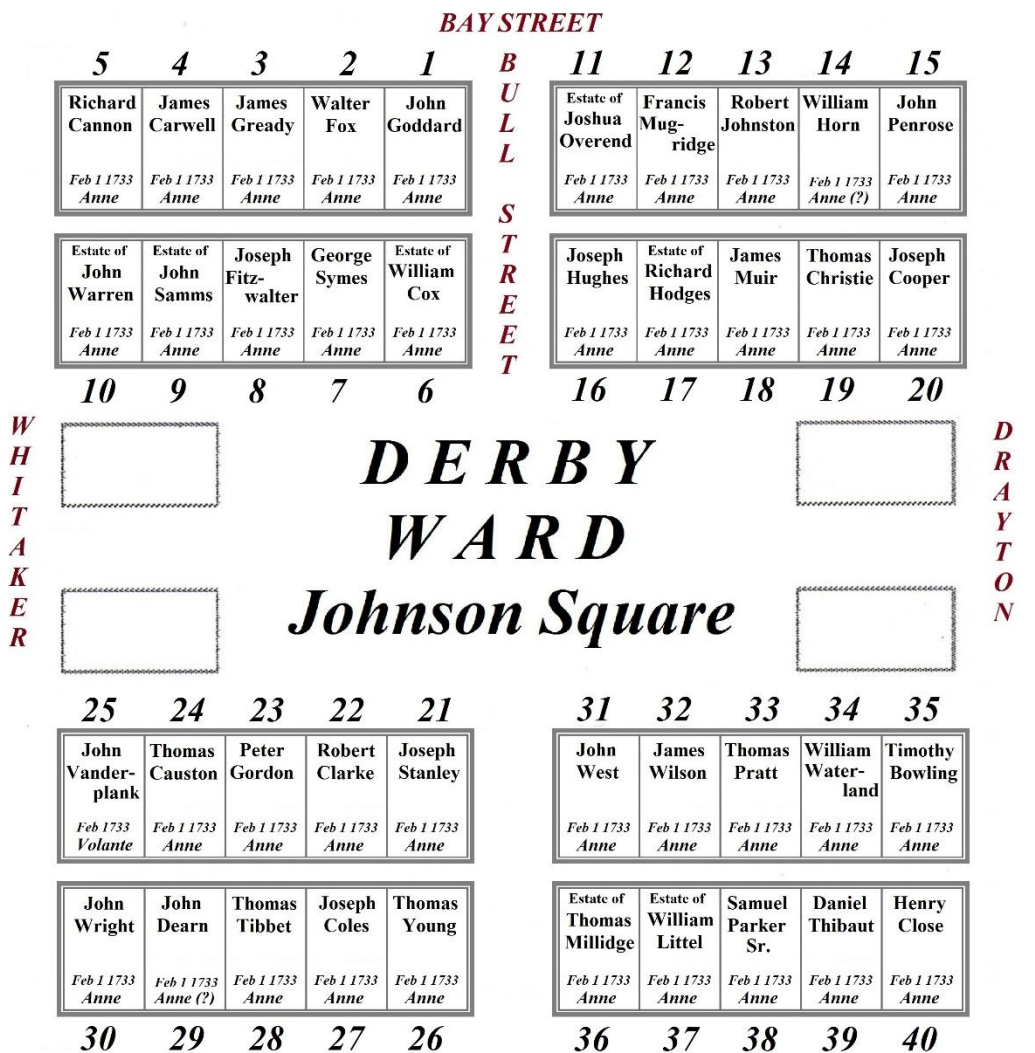 BAY STREET
BULL STREET
5 4 3 2 1
Richard Cannon Feb 1 1733 Anne
James Carwell Feb 1 1733 Anne
James Gready Feb 1 1733 Anne
Walter Fox Feb 1 1733 Anne
John Goddard Feb 1 1733 Anne
11 12 13 14 15
Estate of Joshua Overend Feb 1 1733 Anne
Francis Mug-ridge Feb 1 1733 Anne
Robert Johnston Feb 1 1733 Anne
William Horn Feb 1 1733 Anne (?)
John Penrose Feb 1 1733 Anne
Estate of John Warren Feb 1 1733 Anne
Estate of John Samms Feb 1 1733 Anne
Joseph Fitz-walter Feb 1 1733 Anne
George Symes Feb 1 1733 Anne
Estate of William Cox Feb 1 1733 Anne
10 9 8 7 6
Joseph Hughes Feb 1 1733 Anne
Estate of Richard Hodges Feb 1 1733 Anne
James Muir Feb 1 1733 Anne
Thomas Christie Feb 1 1733 Anne
Joseph Cooper Feb 1 1733 Anne
16 17 18 19 20
WHITAKER
DERBY
WARD
Johnson Square
DRAYTON
25 24 23 22 21
John Vander-plank Feb 1733 Volante
Thomas Causton Feb 1 1733 Anne
Peter Gordon Feb 1 1733 Anne
Robert Clarke Feb 1 1733 Anne
Joseph Stanley Feb 1 1733 Anne
31 32 33 34 35
John West Feb 1 1733 Anne
James Wilson Feb 1 1733 Anne
Thomas Pratt Feb 1 1733 Anne
William Water-land Feb 1 1733 Anne
Timothy Bowling Feb 1 1733 Anne
John Wright Feb 1 1733 Anne
John Dearn Feb 1 1733 Anne (?)
Thomas Tibbet Feb 1 1733 Anne
Joseph Coles Feb 1 1733 Anne
Thomas Young Feb 1 1733 Anne
30 29 28 27 26
Estate of Thomas Millidge Feb 1 1733 Anne
Estate of William Littel Feb 1 1733 Anne
Samuel Parker Sr. Feb 1 1733 Anne
Daniel Thibaut Feb 1 1733 Anne
Henry Close Feb 1 1733 Anne
36 37 38 39 40